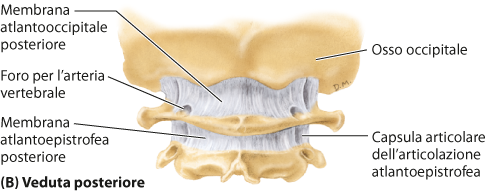 Membrana
atlantooccipitale
posteriore
Foro per l'arteria
vertebrale
Membrana
atlantoepistrofea
posteriore
(B) Veduta posteriore
Osso occipitale
D.M.
Capsula articolare
dell'articolazione
atlantoepistrofea